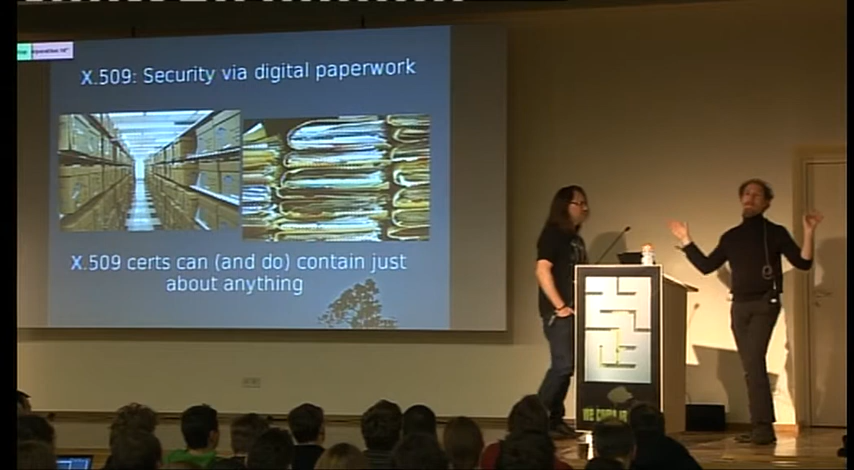 X.509: Security via digital paperwork
X.509 certs can (and do) contain just
about anything